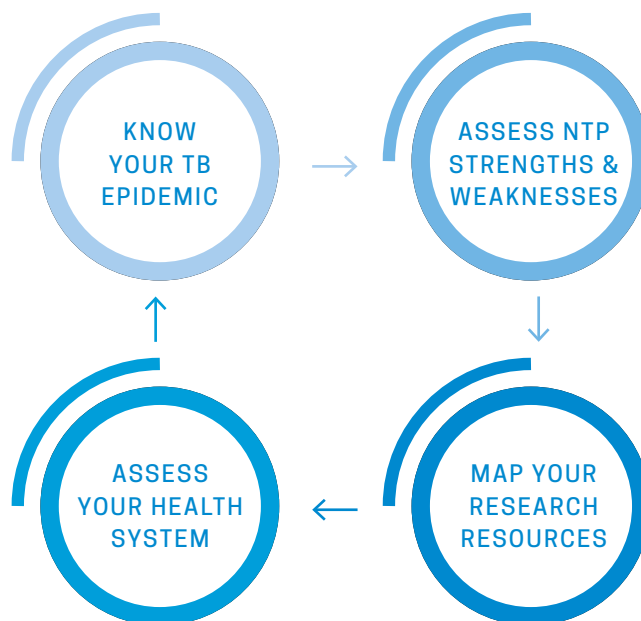 KNOW
YOUR TB
EPIDEMIC
ASSESS NTP
STRENGTHS &
WEAKNESSES
MAP YOUR
RESEARCH
RESOURCES
ASSESS
YOUR HEALTH
SYSTEM